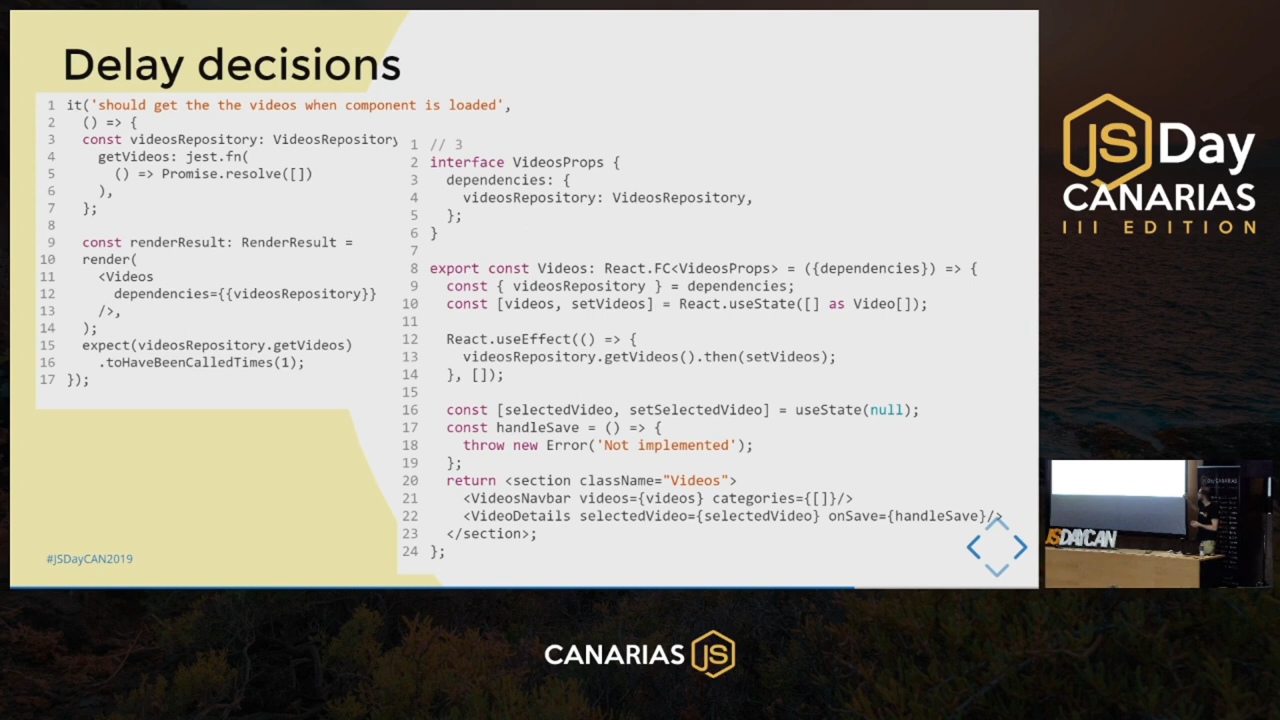 Delay decisions
1 it('should get the the videos when component is loaded',
2 () => {
3 const videosRepository: VideosRepository
4 getVideos: jest.fn(
5 () => Promise.resolve([])
6 ),
7 };
8
9 const renderResult: RenderResult =
10 render(
11 <Videos
12 dependencies={{videosRepository}}
13 />,
14 );
15 expect(videosRepository.getVideos)
16 .toHaveBeenCalledTimes(1);
17 });
1 // 3
2 interface VideosProps {
3 dependencies: {
4 videosRepository: VideosRepository,
5 };
6 }
7
8 export const Videos: React.FC<VideosProps> = ({dependencies}) => {
9 const { videosRepository } = dependencies;
10 const [videos, setVideos] = React.useState([] as Video[]);
11
12 React.useEffect(() => {
13 videosRepository.getVideos().then(setVideos);
14 }, []);
15
16 const [selectedVideo, setSelectedVideo] = useState(null);
17 const handleSave = () => {
18 throw new Error('Not implemented');
19 };
20 return <section className="Videos">
21 <VideosNavbar videos={videos} categories={[]}/>
22 <VideoDetails selectedVideo={selectedVideo} onSave={handleSave}/>
23 </section>;
24 };
#JSDayCAN2019
JS Day
CANARIAS
III EDITION
JSDAYCAN
CANARIAS JS